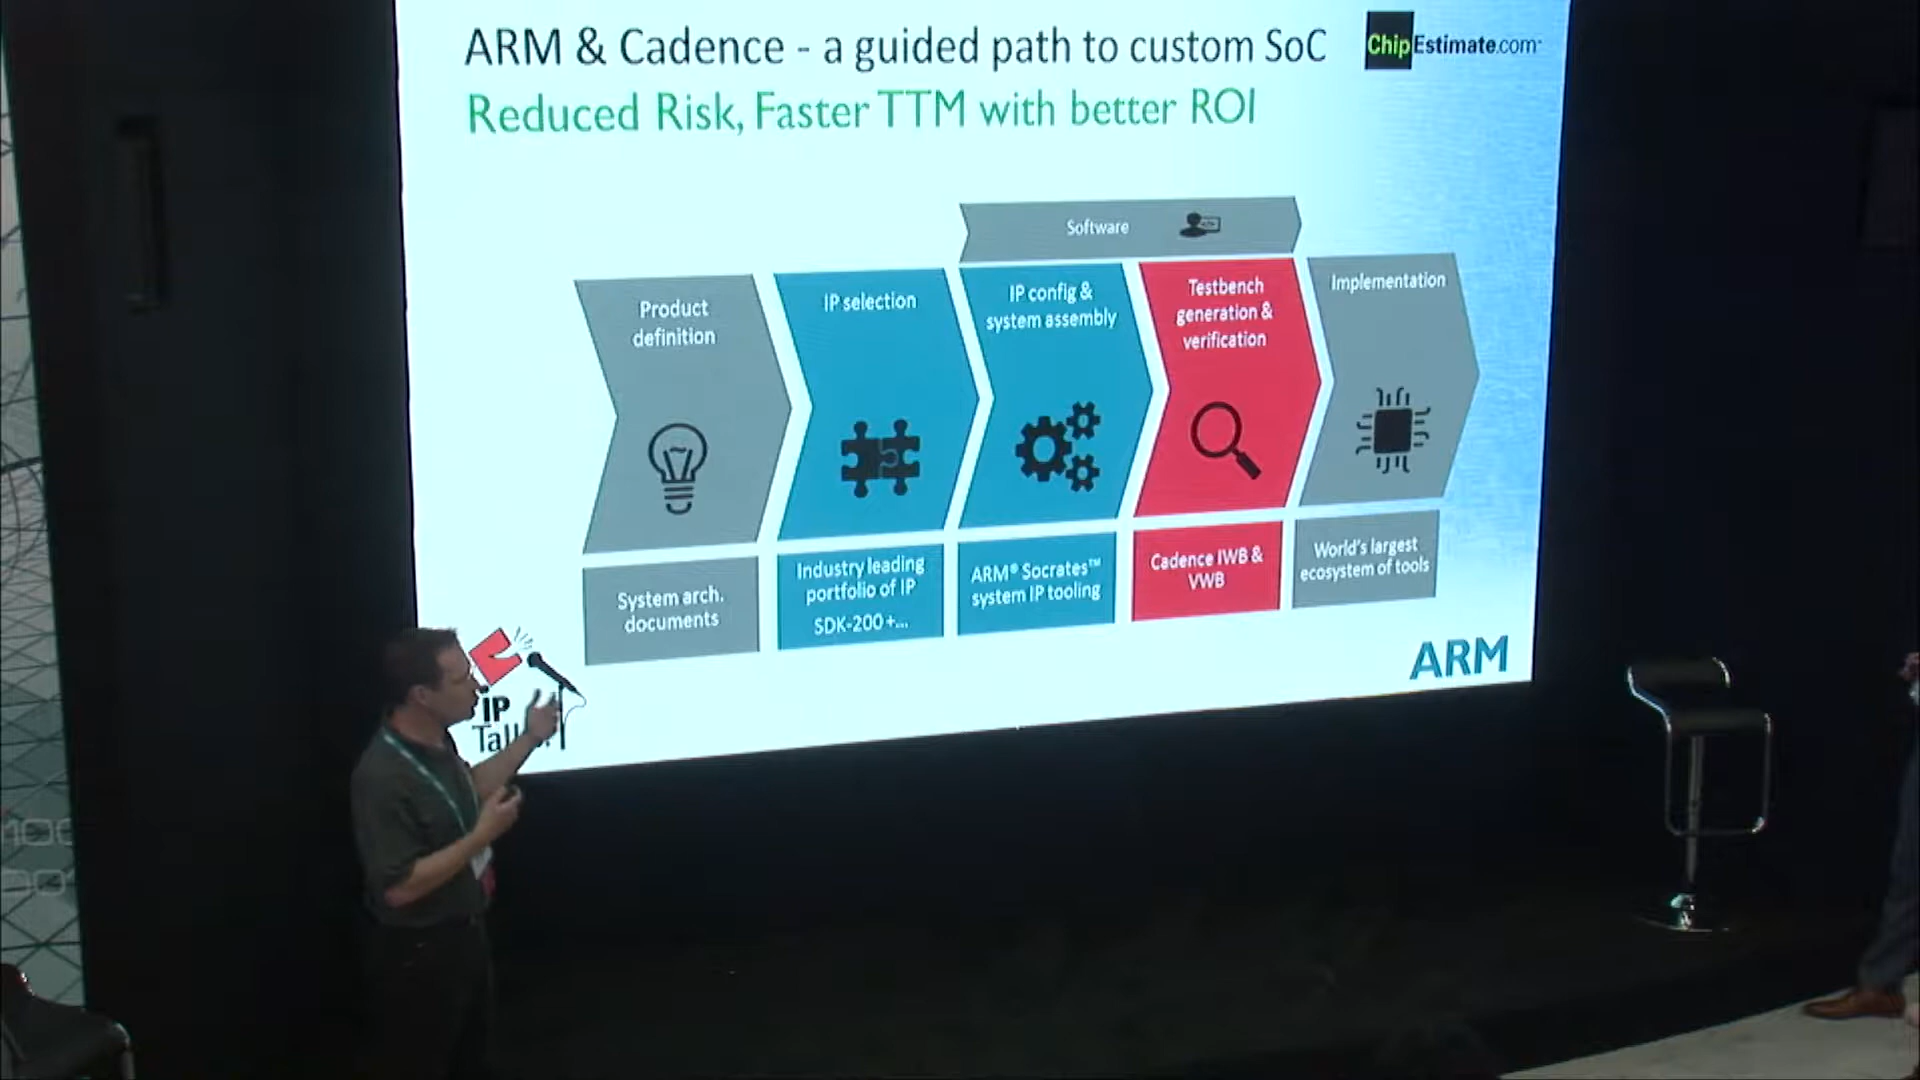 ARM & Cadence - a guided path to custom SoC
ChipEstimate.com
Reduced Risk, Faster TTM with better ROI
Software
Product
definition
IP selection
IP config &
system assembly
Testbench
generation &
verification
Implementation
System arch.
documents
Industry leading
portfolio of IP
SDK-200 +...
ARM® Socrates™
system IP tooling
Cadence IWB &
VWB
World's largest
ecosystem of tools
ARM
IP